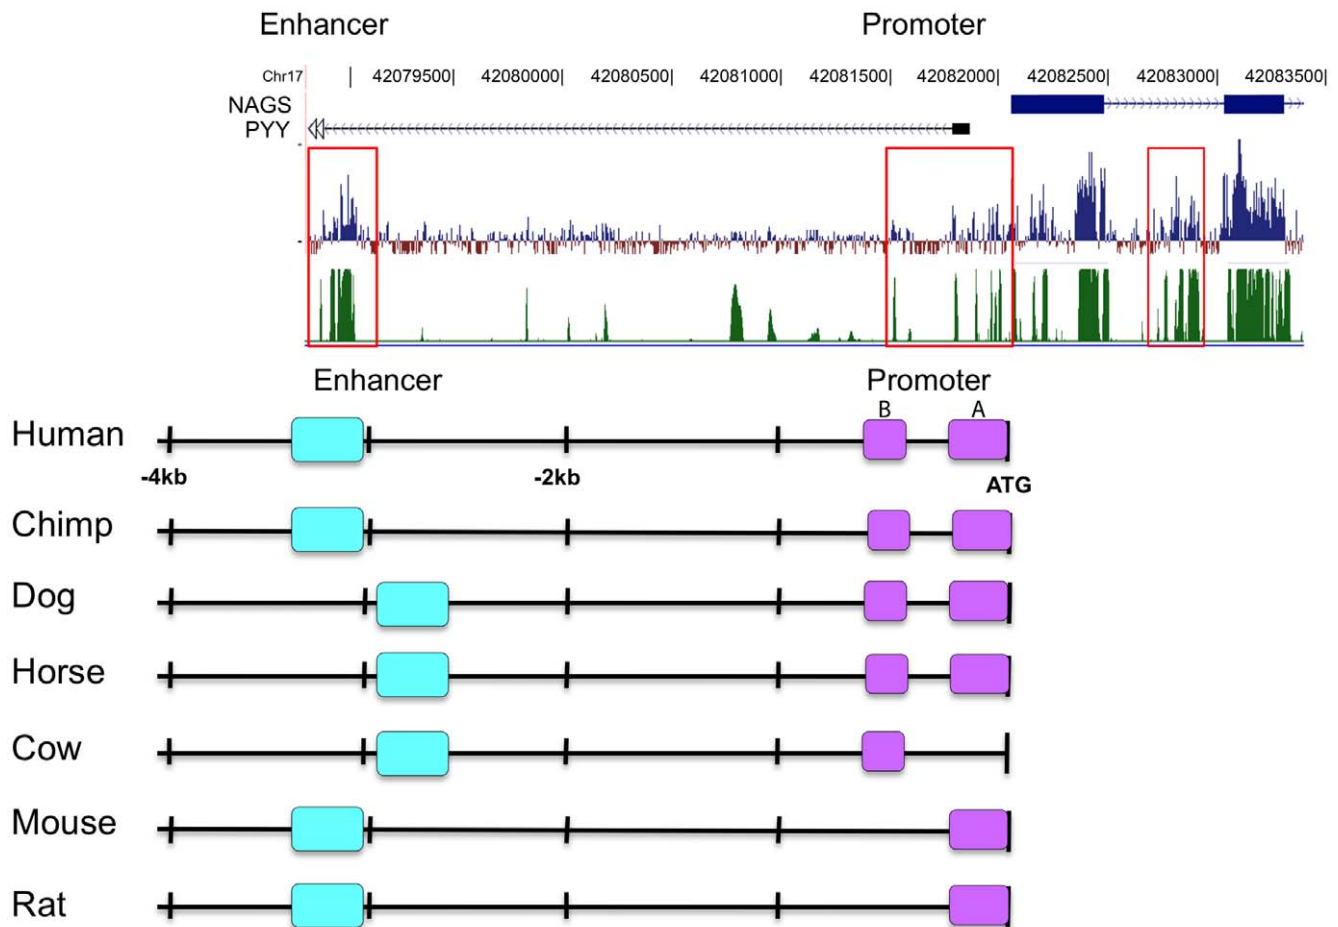 Enhancer Promoter
Chr17 | 42079500| 42080000| 42080500| 42081000| 42081500| 42082000| 42082500| 42083000| 42083500|
NAGS
PYY
Enhancer Promoter
B A
Human
-4kb -2kb ATG
Chimp
Dog
Horse
Cow
Mouse
Rat